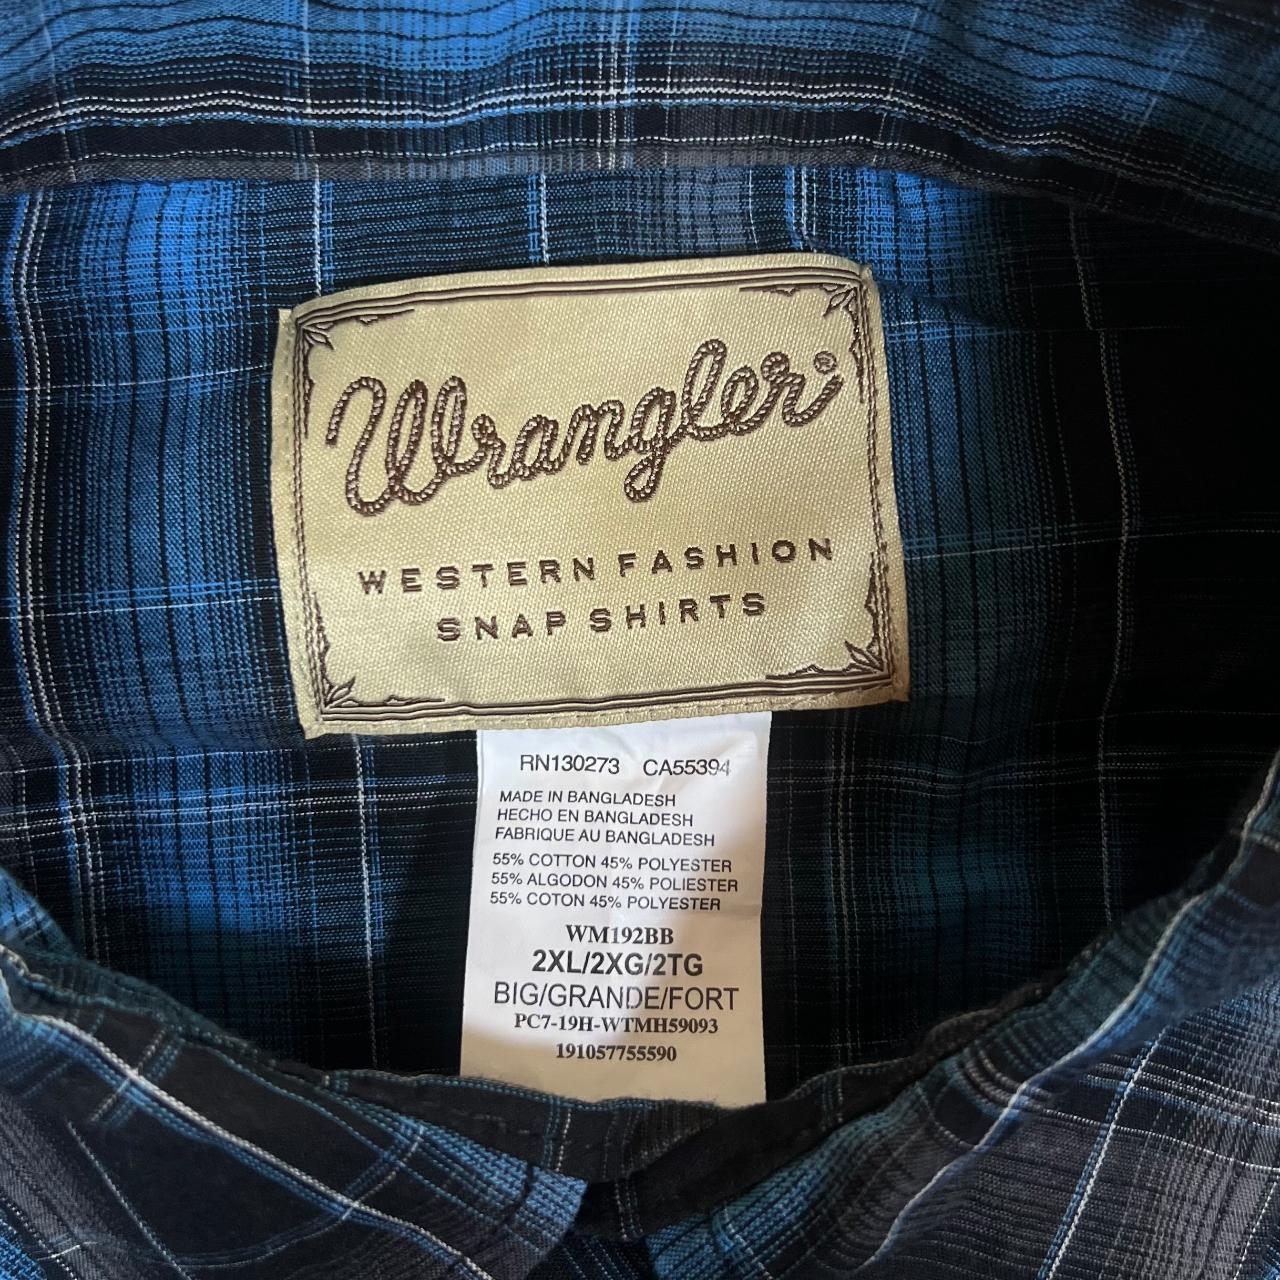 Wrangler®
WESTERN FASHION
SNAP SHIRTS
RN130273 CA55394
MADE IN BANGLADESH
HECHO EN BANGLADESH
FABRIQUE AU BANGLADESH
55% COTTON 45% POLYESTER
55% ALGODON 45% POLIESTER
55% COTON 45% POLYESTER
WM192BB
2XL/2XG/2TG
BIG/GRANDE/FORT
PC7-19H-WTMH59093
191057755590